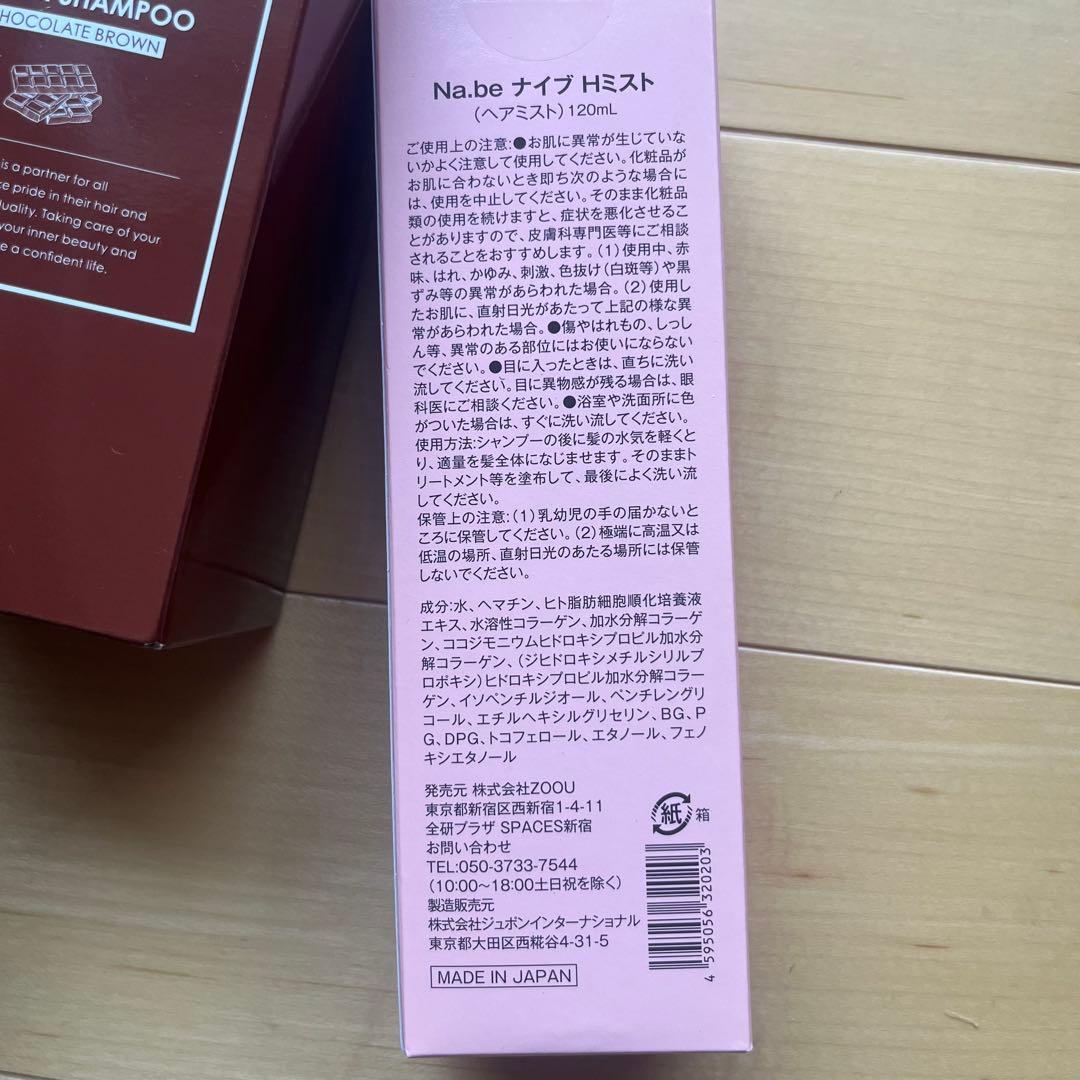 SHAMPOO
HOCOLATE BROWN
is a partner for all
e pride in their hair and
uality. Taking care of your
your inner beauty and
e a confident life.
Na.be ナイブ Hミスト
(ヘアミスト) 120mL
ご使用上の注意:●お肌に異常が生じていな
いかよく注意して使用してください。化粧品が
お肌に合わないとき即ち次のような場合に
は、使用を中止してください。そのまま化粧品
類の使用を続けますと、症状を悪化させるこ
とがありますので、皮膚科専門医等にご相談
されることをおすすめします。(1)使用中、赤
味、はれ、かゆみ、刺激、色抜け(白斑等)や黒
ずみ等の異常があらわれた場合。(2)使用し
たお肌に、直射日光があたって上記の様な異
常があらわれた場合。●傷やはれもの、しっし
ん等、異常のある部位にはお使いにならない
でください。●目に入ったときは、直ちに洗い
流してください。目に異物感が残る場合は、眼
科医にご相談ください。●浴室や洗面所に色
がついた場合は、すぐに洗い流してください。
使用方法:シャンプーの後に髪の水気を軽くと
り、適量を髪全体になじませます。そのままト
リートメント等を塗布して、最後によく洗い流
してください。
保管上の注意:(1)乳幼児の手の届かないと
ころに保管してください。(2)極端に高温又は
低温の場所、直射日光のあたる場所には保管
しないでください。
成分:水、ヘマチン、ヒト脂肪細胞順化培養液
エキス、水溶性コラーゲン、加水分解コラーゲ
ン、ココジモニウムヒドロキシプロピル加水分
解コラーゲン、(ジヒドロキシメチルシリルプ
ロポキシ)ヒドロキシプロピル加水分解コラー
ゲン、イソペンチルジオール、ペンチレングリ
コール、エチルヘキシルグリセリン、BG、P
G、DPG、トコフェロール、エタノール、フェノ
キシエタノール
発売元 株式会社ZOOU
東京都新宿区西新宿1-4-11
全研プラザ SPACES新宿
お問い合わせ
TEL:050-3733-7544
(10:00〜18:00土日祝を除く)
製造販売元
株式会社ジュポンインターナショナル
東京都大田区西糀谷4-31-5
MADE IN JAPAN
紙 箱
4 595056 320203